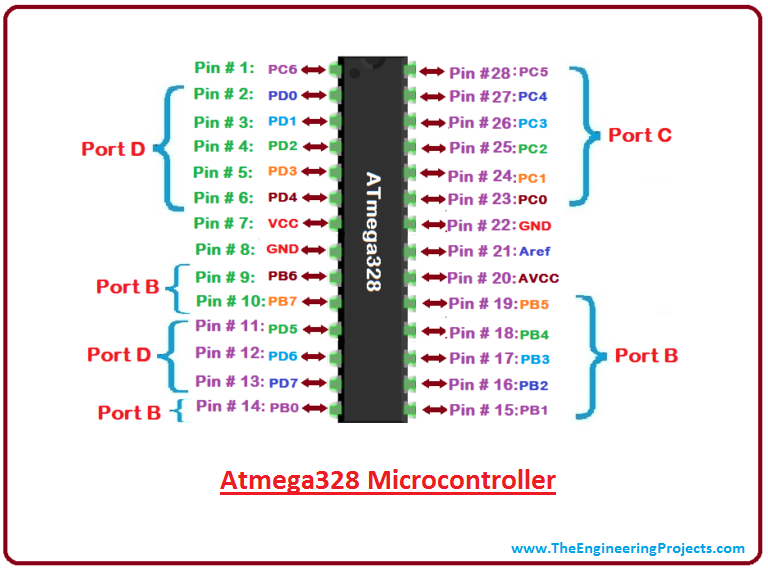 Pin # 1: PC6
Pin # 2: PD0
Pin # 3: PD1
Pin # 4: PD2
Pin # 5: PD3
Pin # 6: PD4
Pin # 7: VCC
Pin # 8: GND
Pin # 9: PB6
Pin # 10: PB7
Pin # 11: PD5
Pin # 12: PD6
Pin # 13: PD7
Pin # 14: PB0
Port D
Port B
Port D
Port B
ATmega328
Pin #28: PC5
Pin # 27: PC4
Pin # 26: PC3
Pin # 25: PC2
Pin # 24: PC1
Pin # 23: PC0
Pin # 22: GND
Pin # 21: Aref
Pin # 20: AVCC
Pin # 19: PB5
Pin # 18: PB4
Pin # 17: PB3
Pin # 16: PB2
Pin # 15: PB1
Port C
Port B
Atmega328 Microcontroller
www.TheEngineeringProjects.com